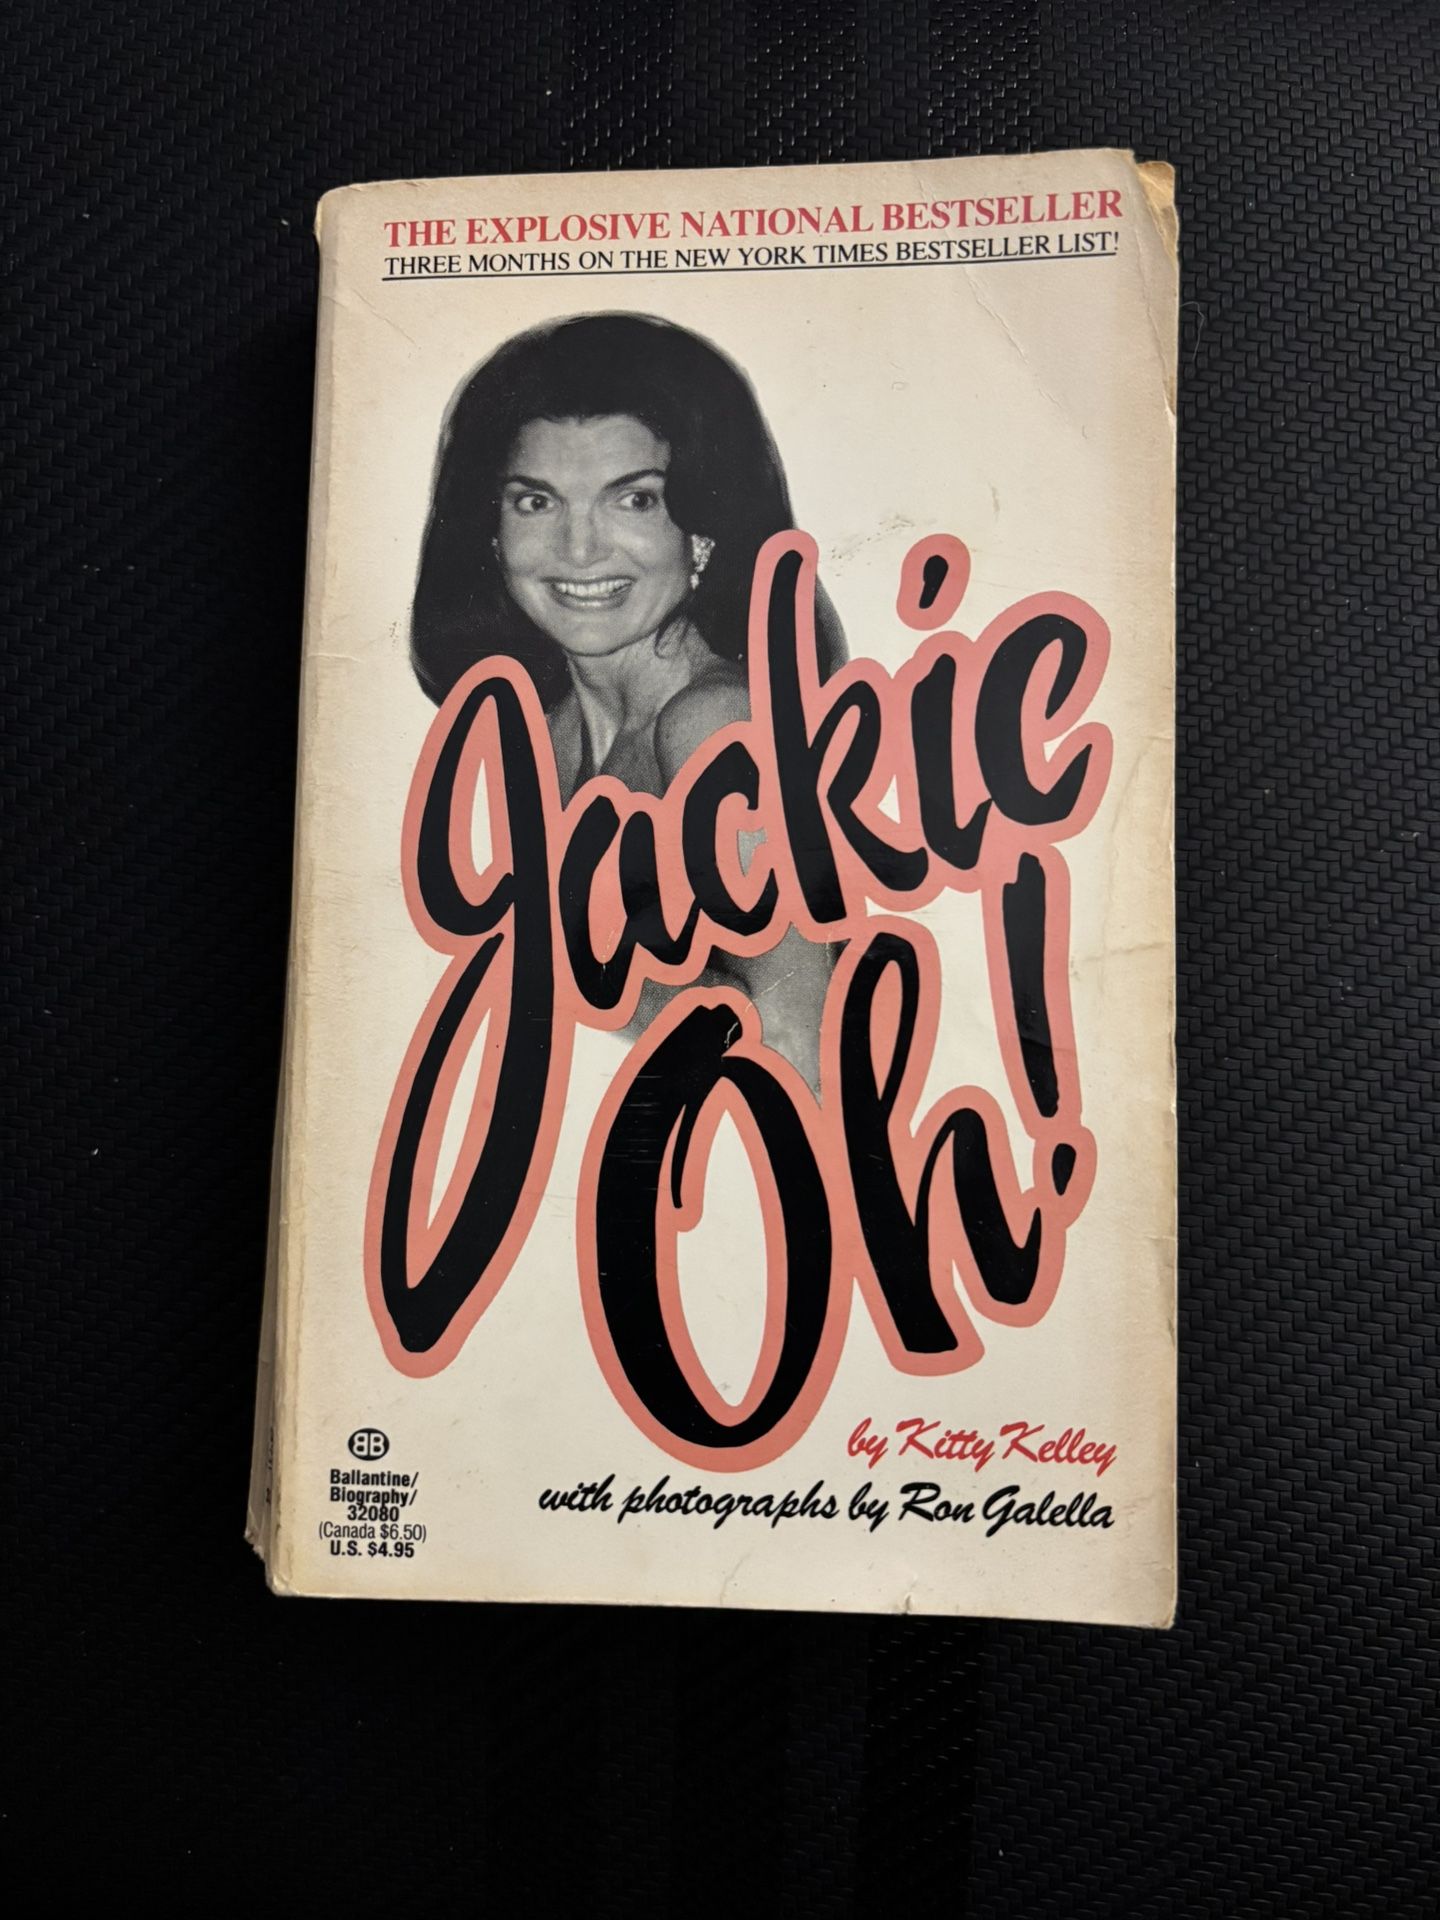 THE EXPLOSIVE NATIONAL BESTSELLER
THREE MONTHS ON THE NEW YORK TIMES BESTSELLER LIST!
Jackie
Oh!
by Kitty Kelley
with photographs by Ron Galella
BB
Ballantine/
Biography/
32080
(Canada $6.50)
U.S. $4.95